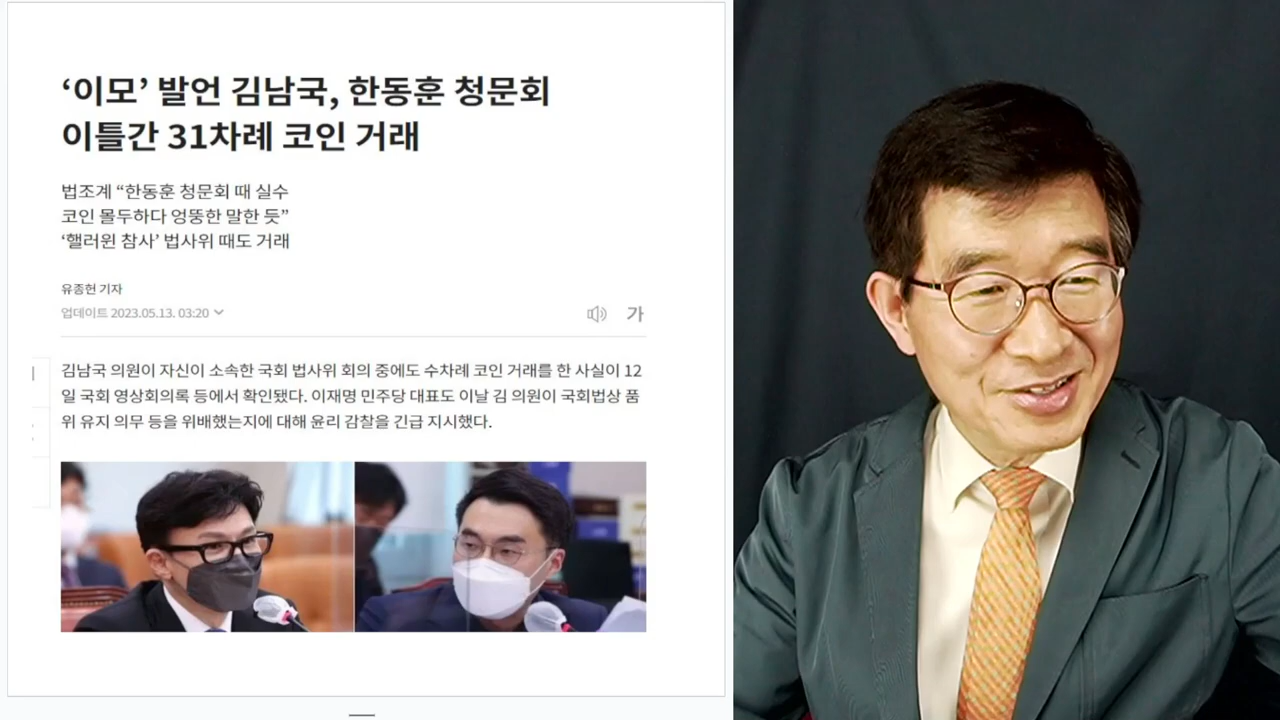 ‘이모’ 발언 김남국, 한동훈 청문회
이틀간 31차례 코인 거래
법조계 “한동훈 청문회 때 실수
코인 몰두하다 엉뚱한 말한 듯”
‘핼러윈 참사’ 법사위 때도 거래
유종헌 기자
업데이트 2023.05.13. 03:20
가
김남국 의원이 자신이 소속한 국회 법사위 회의 중에도 수차례 코인 거래를 한 사실이 12
일 국회 영상회의록 등에서 확인됐다. 이재명 민주당 대표도 이날 김 의원이 국회법상 품
위 유지 의무 등을 위배했는지에 대해 윤리 감찰을 긴급 지시했다.